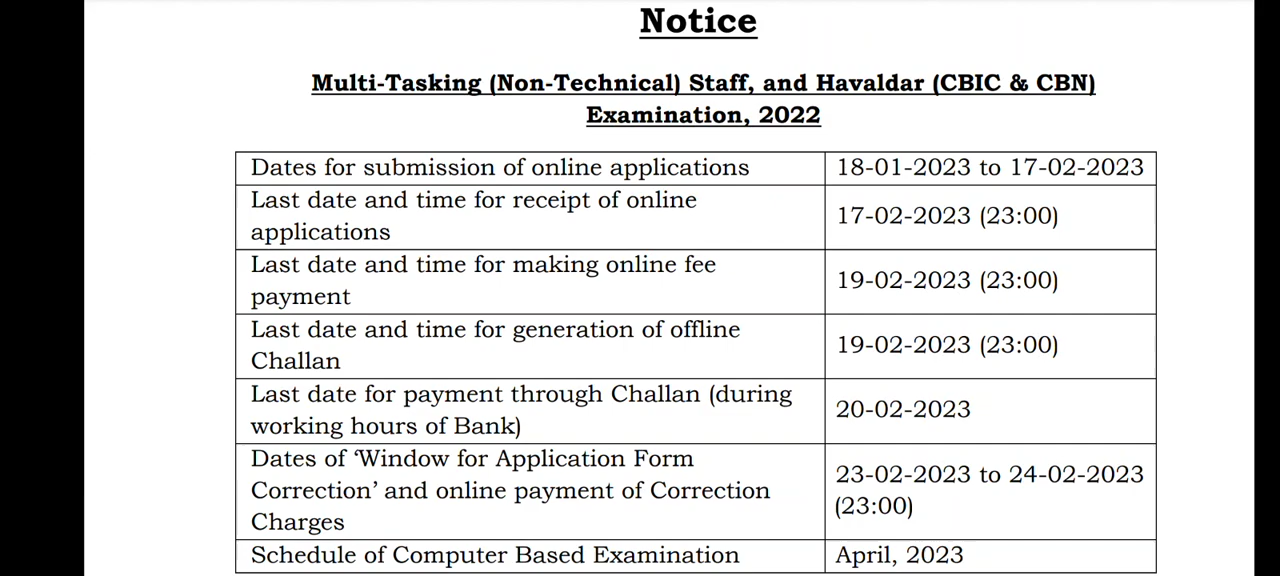 Notice
Multi-Tasking (Non-Technical) Staff, and Havaldar (CBIC & CBN)
Examination, 2022
Dates for submission of online applications 18-01-2023 to 17-02-2023
Last date and time for receipt of online
applications
17-02-2023 (23:00)
Last date and time for making online fee
payment
19-02-2023 (23:00)
Last date and time for generation of offline
Challan
19-02-2023 (23:00)
Last date for payment through Challan (during
working hours of Bank)
20-02-2023
Dates of ‘Window for Application Form
Correction’ and online payment of Correction
Charges
23-02-2023 to 24-02-2023
(23:00)
Schedule of Computer Based Examination April, 2023